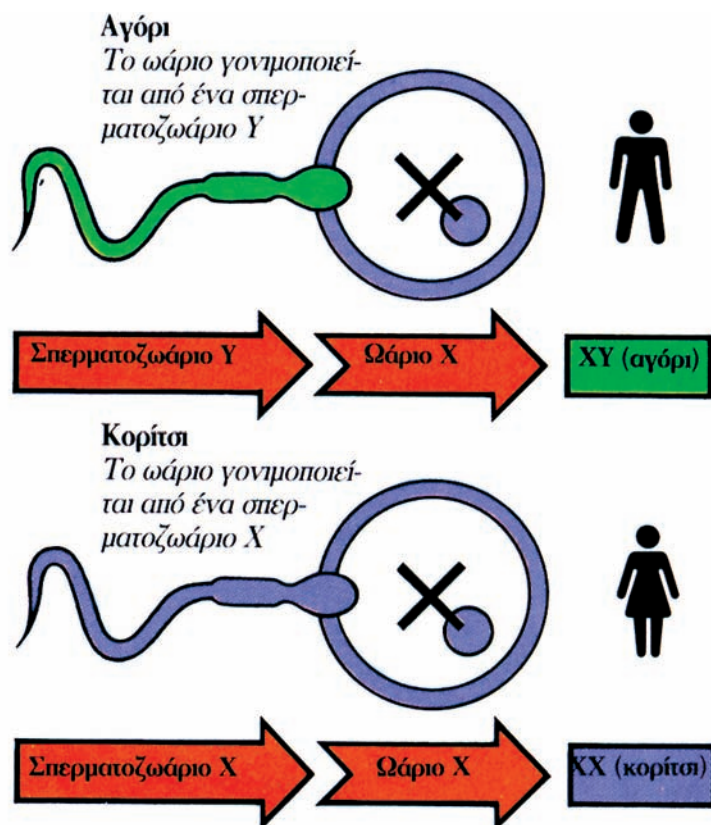 Αγόρι
Το ωάριο γονιμοποιεί-
ται από ένα σπερ-
ματοζωάριο Υ
Σπερματοζωάριο Υ
Ωάριο Χ
ΧΥ (αγόρι)
Κορίτσι
Το ωάριο γονιμοποιεί-
ται από ένα σπερ-
ματοζωάριο Χ
Σπερματοζωάριο Χ
Ωάριο Χ
ΧΧ (κορίτσι)